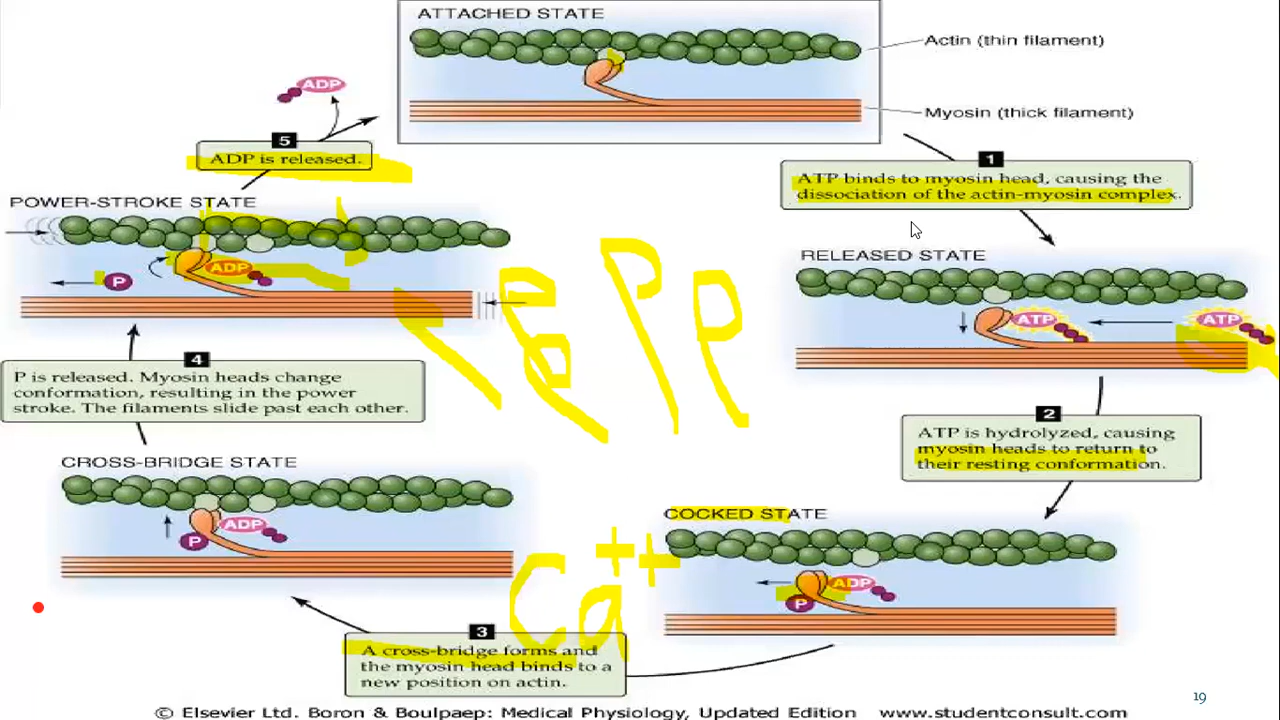 ATTACHED STATE
Actin (thin filament)
Myosin (thick filament)
1
ATP binds to myosin head, causing the
dissociation of the actin-myosin complex.
RELEASED STATE
ATP
ATP
2
ATP is hydrolyzed, causing
myosin heads to return to
their resting conformation.
COCKED STATE
ADP
P
Ca++
3
A cross-bridge forms and
the myosin head binds to a
new position on actin.
CROSS-BRIDGE STATE
ADP
P
4
P is released. Myosin heads change
conformation, resulting in the power
stroke. The filaments slide past each other.
POWER-STROKE STATE
ADP
P
5
ADP is released.
ADP
19
© Elsevier Ltd. Boron & Boulpaep: Medical Physiology, Updated Edition www.studentconsult.com